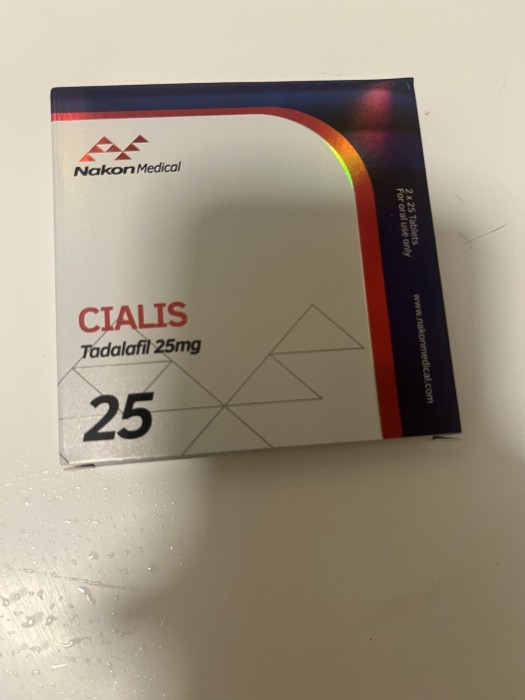 Nakon Medical
CIALIS
Tadalafil 25mg
25
2 x 25 Tablets
For oral use only
www.nakonmedical.com